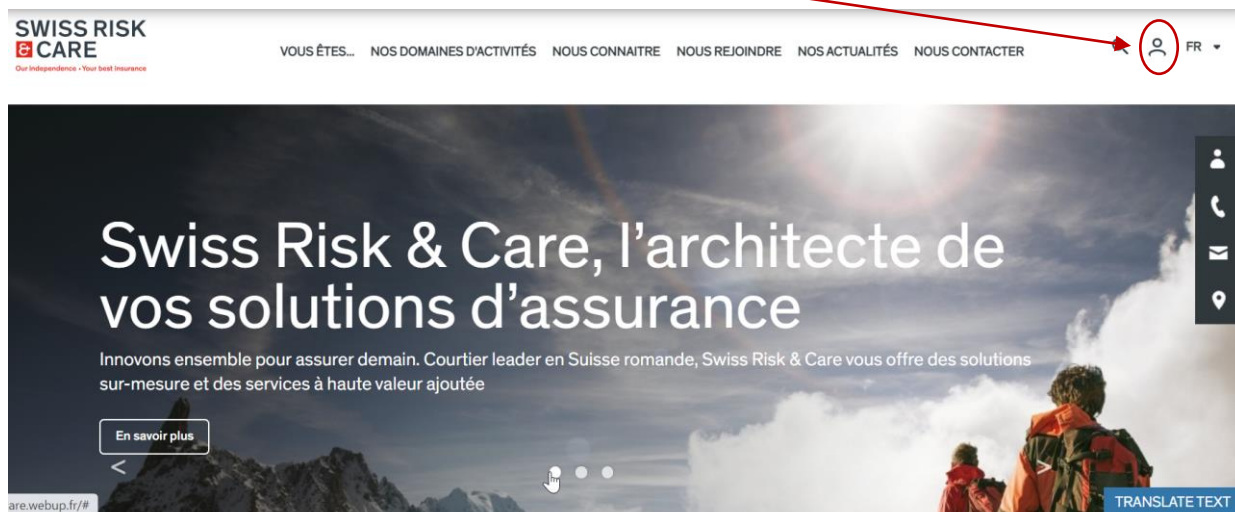 SWISS RISK
& CARE
Our Independence - Your best insurance
VOUS ÊTES... NOS DOMAINES D'ACTIVITÉS NOUS CONNAITRE NOUS REJOINDRE NOS ACTUALITÉS NOUS CONTACTER FR
Swiss Risk & Care, l'architecte de
vos solutions d'assurance
Innovons ensemble pour assurer demain. Courtier leader en Suisse romande, Swiss Risk & Care vous offre des solutions
sur-mesure et des services à haute valeur ajoutée
En savoir plus
<
>
are.webup.fr/#
TRANSLATE TEXT